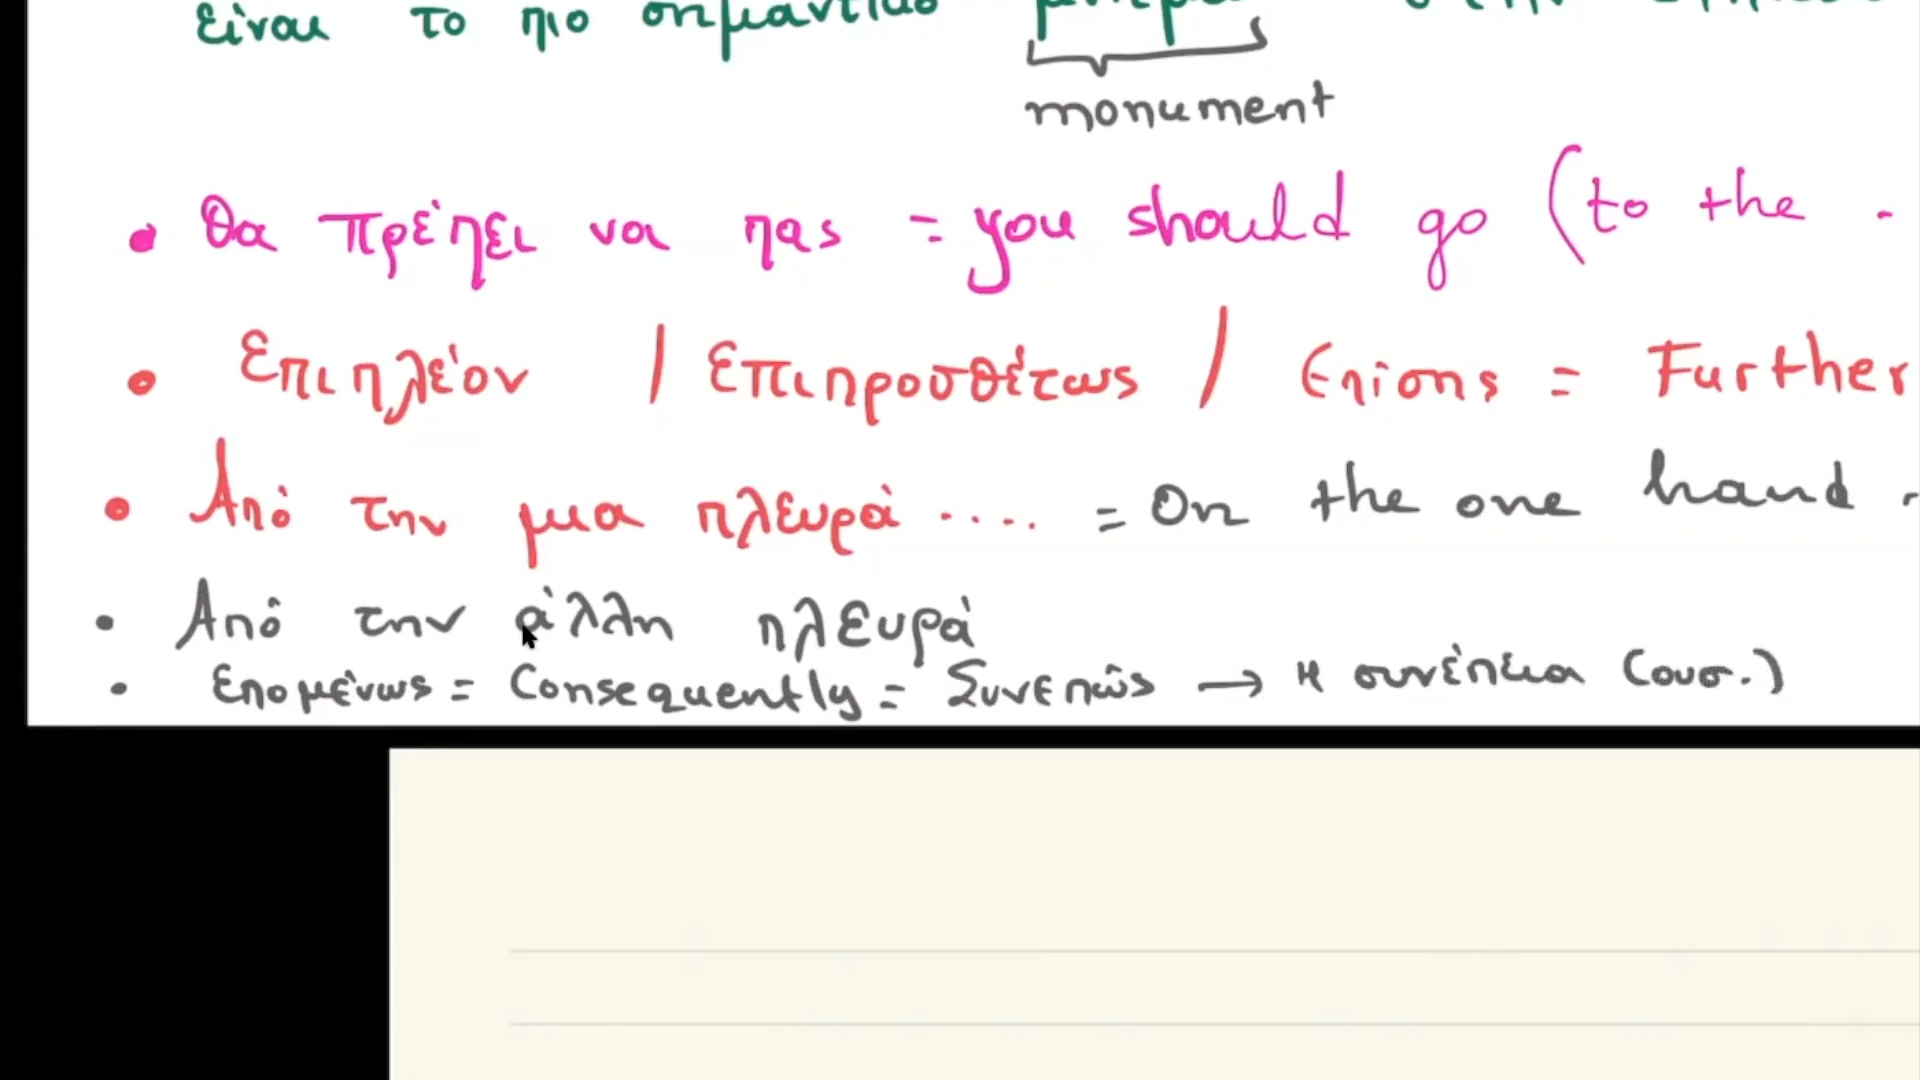 είναι το πιο σημαντικό μνημε
monument
• Θα πρέπει να πας = you should go (to the .
• Επιπλέον / Επιπροσθέτως / Επίσης = Further
• Από την μια πλευρά .... = On the one hand .
• Από την άλλη πλευρά
• Επομένως = Consequently = Συνεπώς → η συνέπεια (ουσ.)